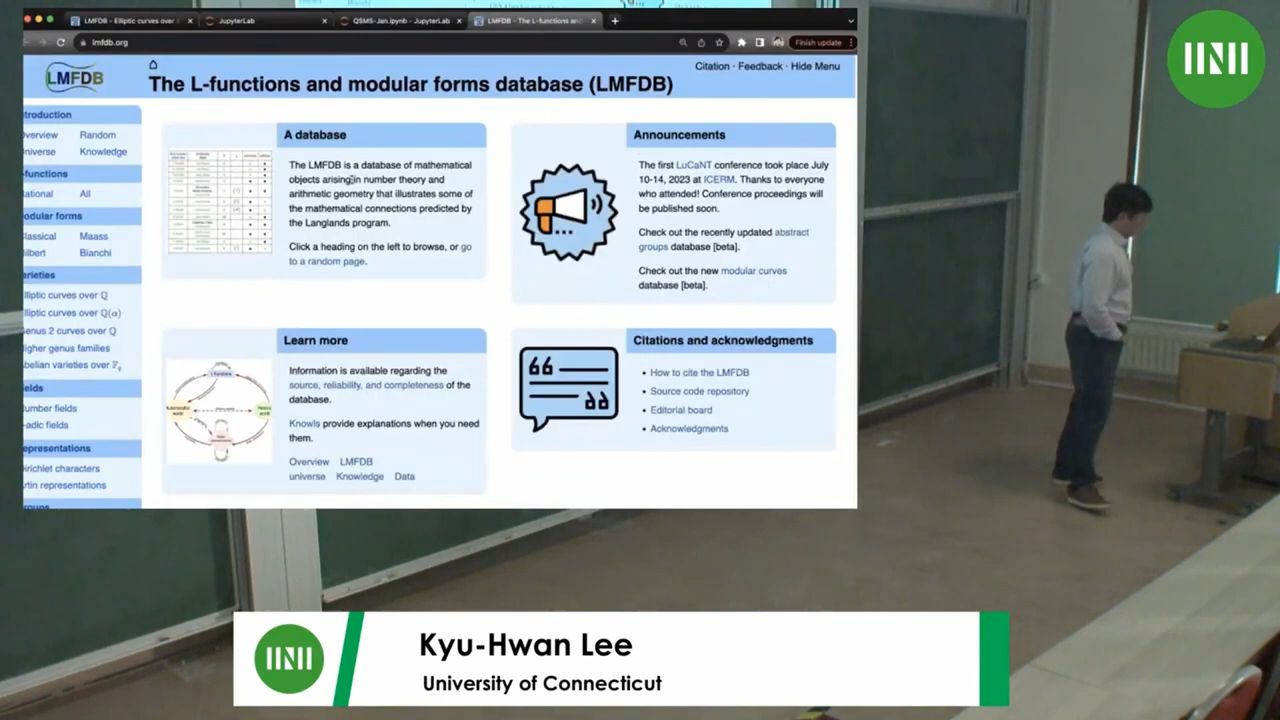 LMFDB - Elliptic curves over
JupyterLab
QSMS-Jan.ipynb - JupyterLab
LMFDB - The L-functions and
lmfdb.org
Finish update
LMFDB
The L-functions and modular forms database (LMFDB)
Citation · Feedback · Hide Menu
troduction
verview Random
niverse Knowledge
-functions
ational All
odular forms
lassical Maass
ilbert Bianchi
arieties
lliptic curves over ℚ
lliptic curves over ℚ(α)
enus 2 curves over ℚ
igher genus families
belian varieties over 𝔽q
ields
umber fields
-adic fields
epresentations
irichlet characters
rtin representations
A database
The LMFDB is a database of mathematical
objects arising in number theory and
arithmetic geometry that illustrates some of
the mathematical connections predicted by
the Langlands program.
Click a heading on the left to browse, or go
to a random page.
Announcements
The first LuCaNT conference took place July
10-14, 2023 at ICERM. Thanks to everyone
who attended! Conference proceedings will
be published soon.
Check out the recently updated abstract
groups database [beta].
Check out the new modular curves
database [beta].
Learn more
Information is available regarding the
source, reliability, and completeness of the
database.
Knowls provide explanations when you need
them.
Overview LMFDB
universe Knowledge Data
Citations and acknowledgments
• How to cite the LMFDB
• Source code repository
• Editorial board
• Acknowledgments
Kyu-Hwan Lee
University of Connecticut